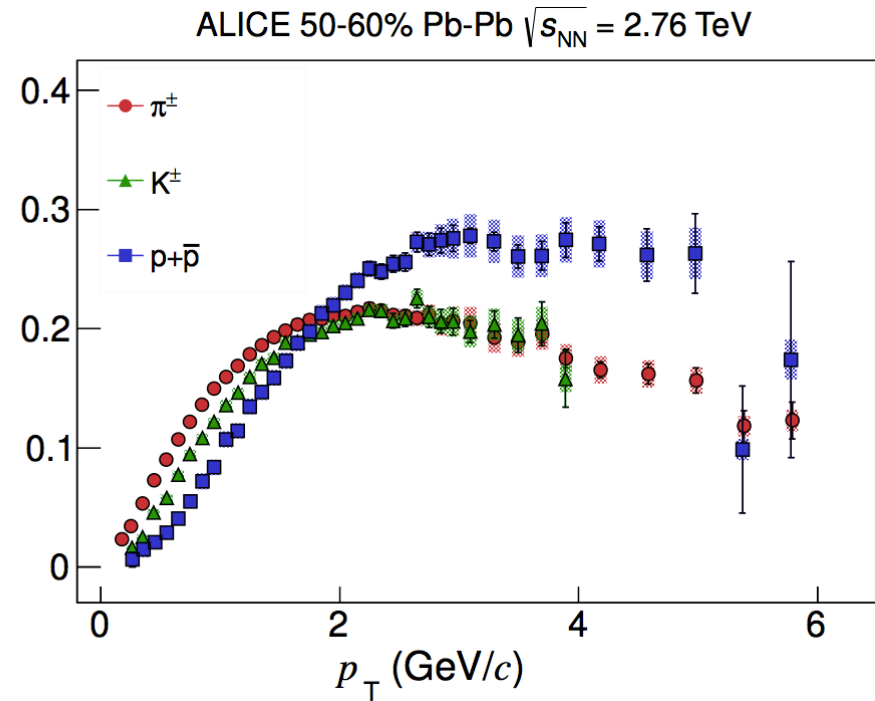 ALICE 50-60% Pb-Pb √sNN = 2.76 TeV
0.4
π±
K±
0.3
p+p̅
0.2
0.1
0
0 2 4 6
pT (GeV/c)